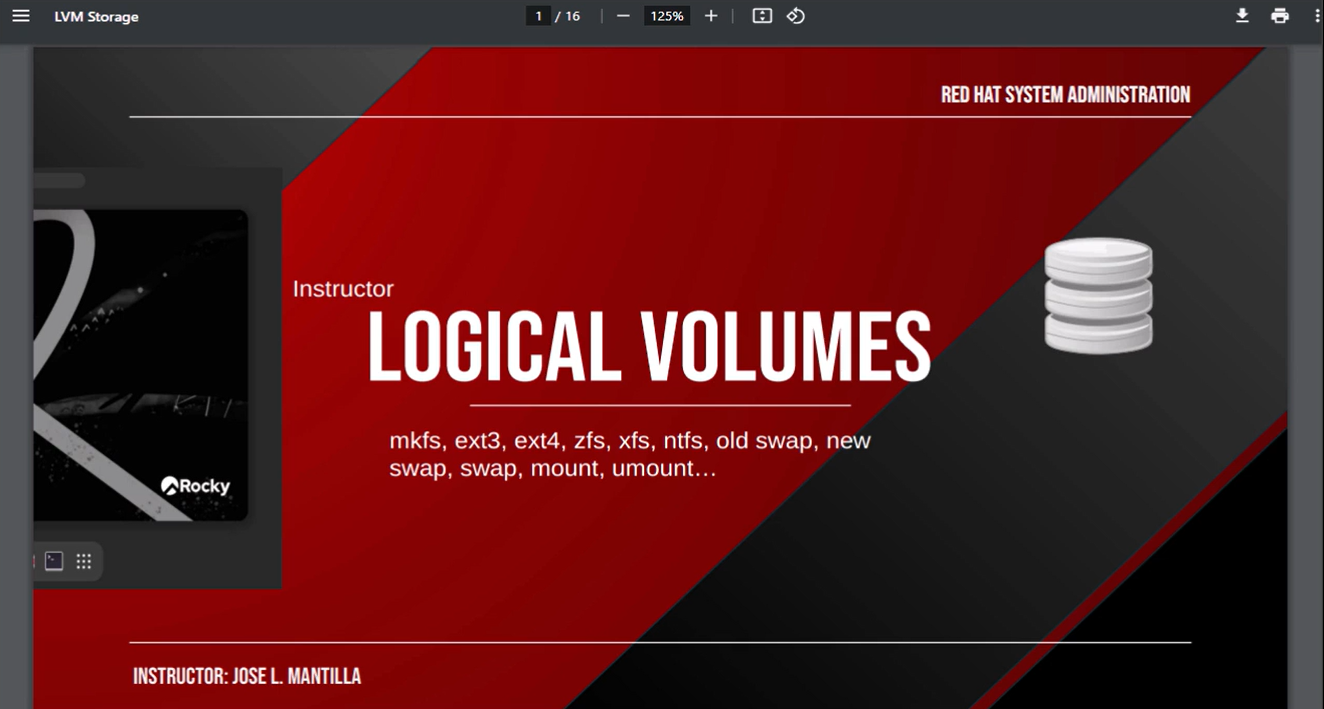 LVM Storage
1 / 16
125%
RED HAT SYSTEM ADMINISTRATION
Instructor
LOGICAL VOLUMES
mkfs, ext3, ext4, zfs, xfs, ntfs, old swap, new
swap, swap, mount, umount…
Rocky
INSTRUCTOR: JOSE L. MANTILLA